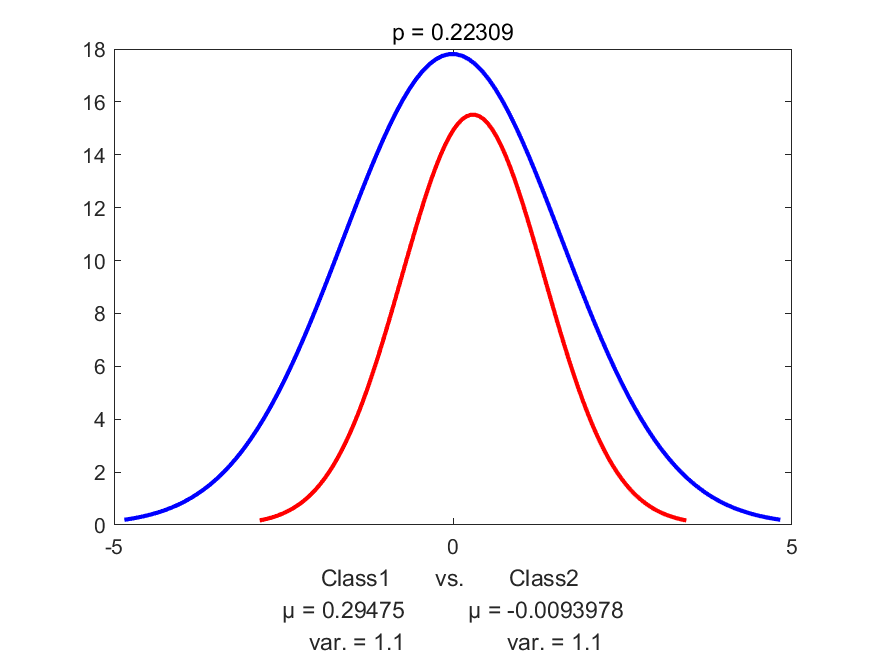 p = 0.22309
18
16
14
12
10
8
6
4
2
0
-5 0 5
Class1 vs. Class2
μ = 0.29475 μ = -0.0093978
var. = 1.1 var. = 1.1